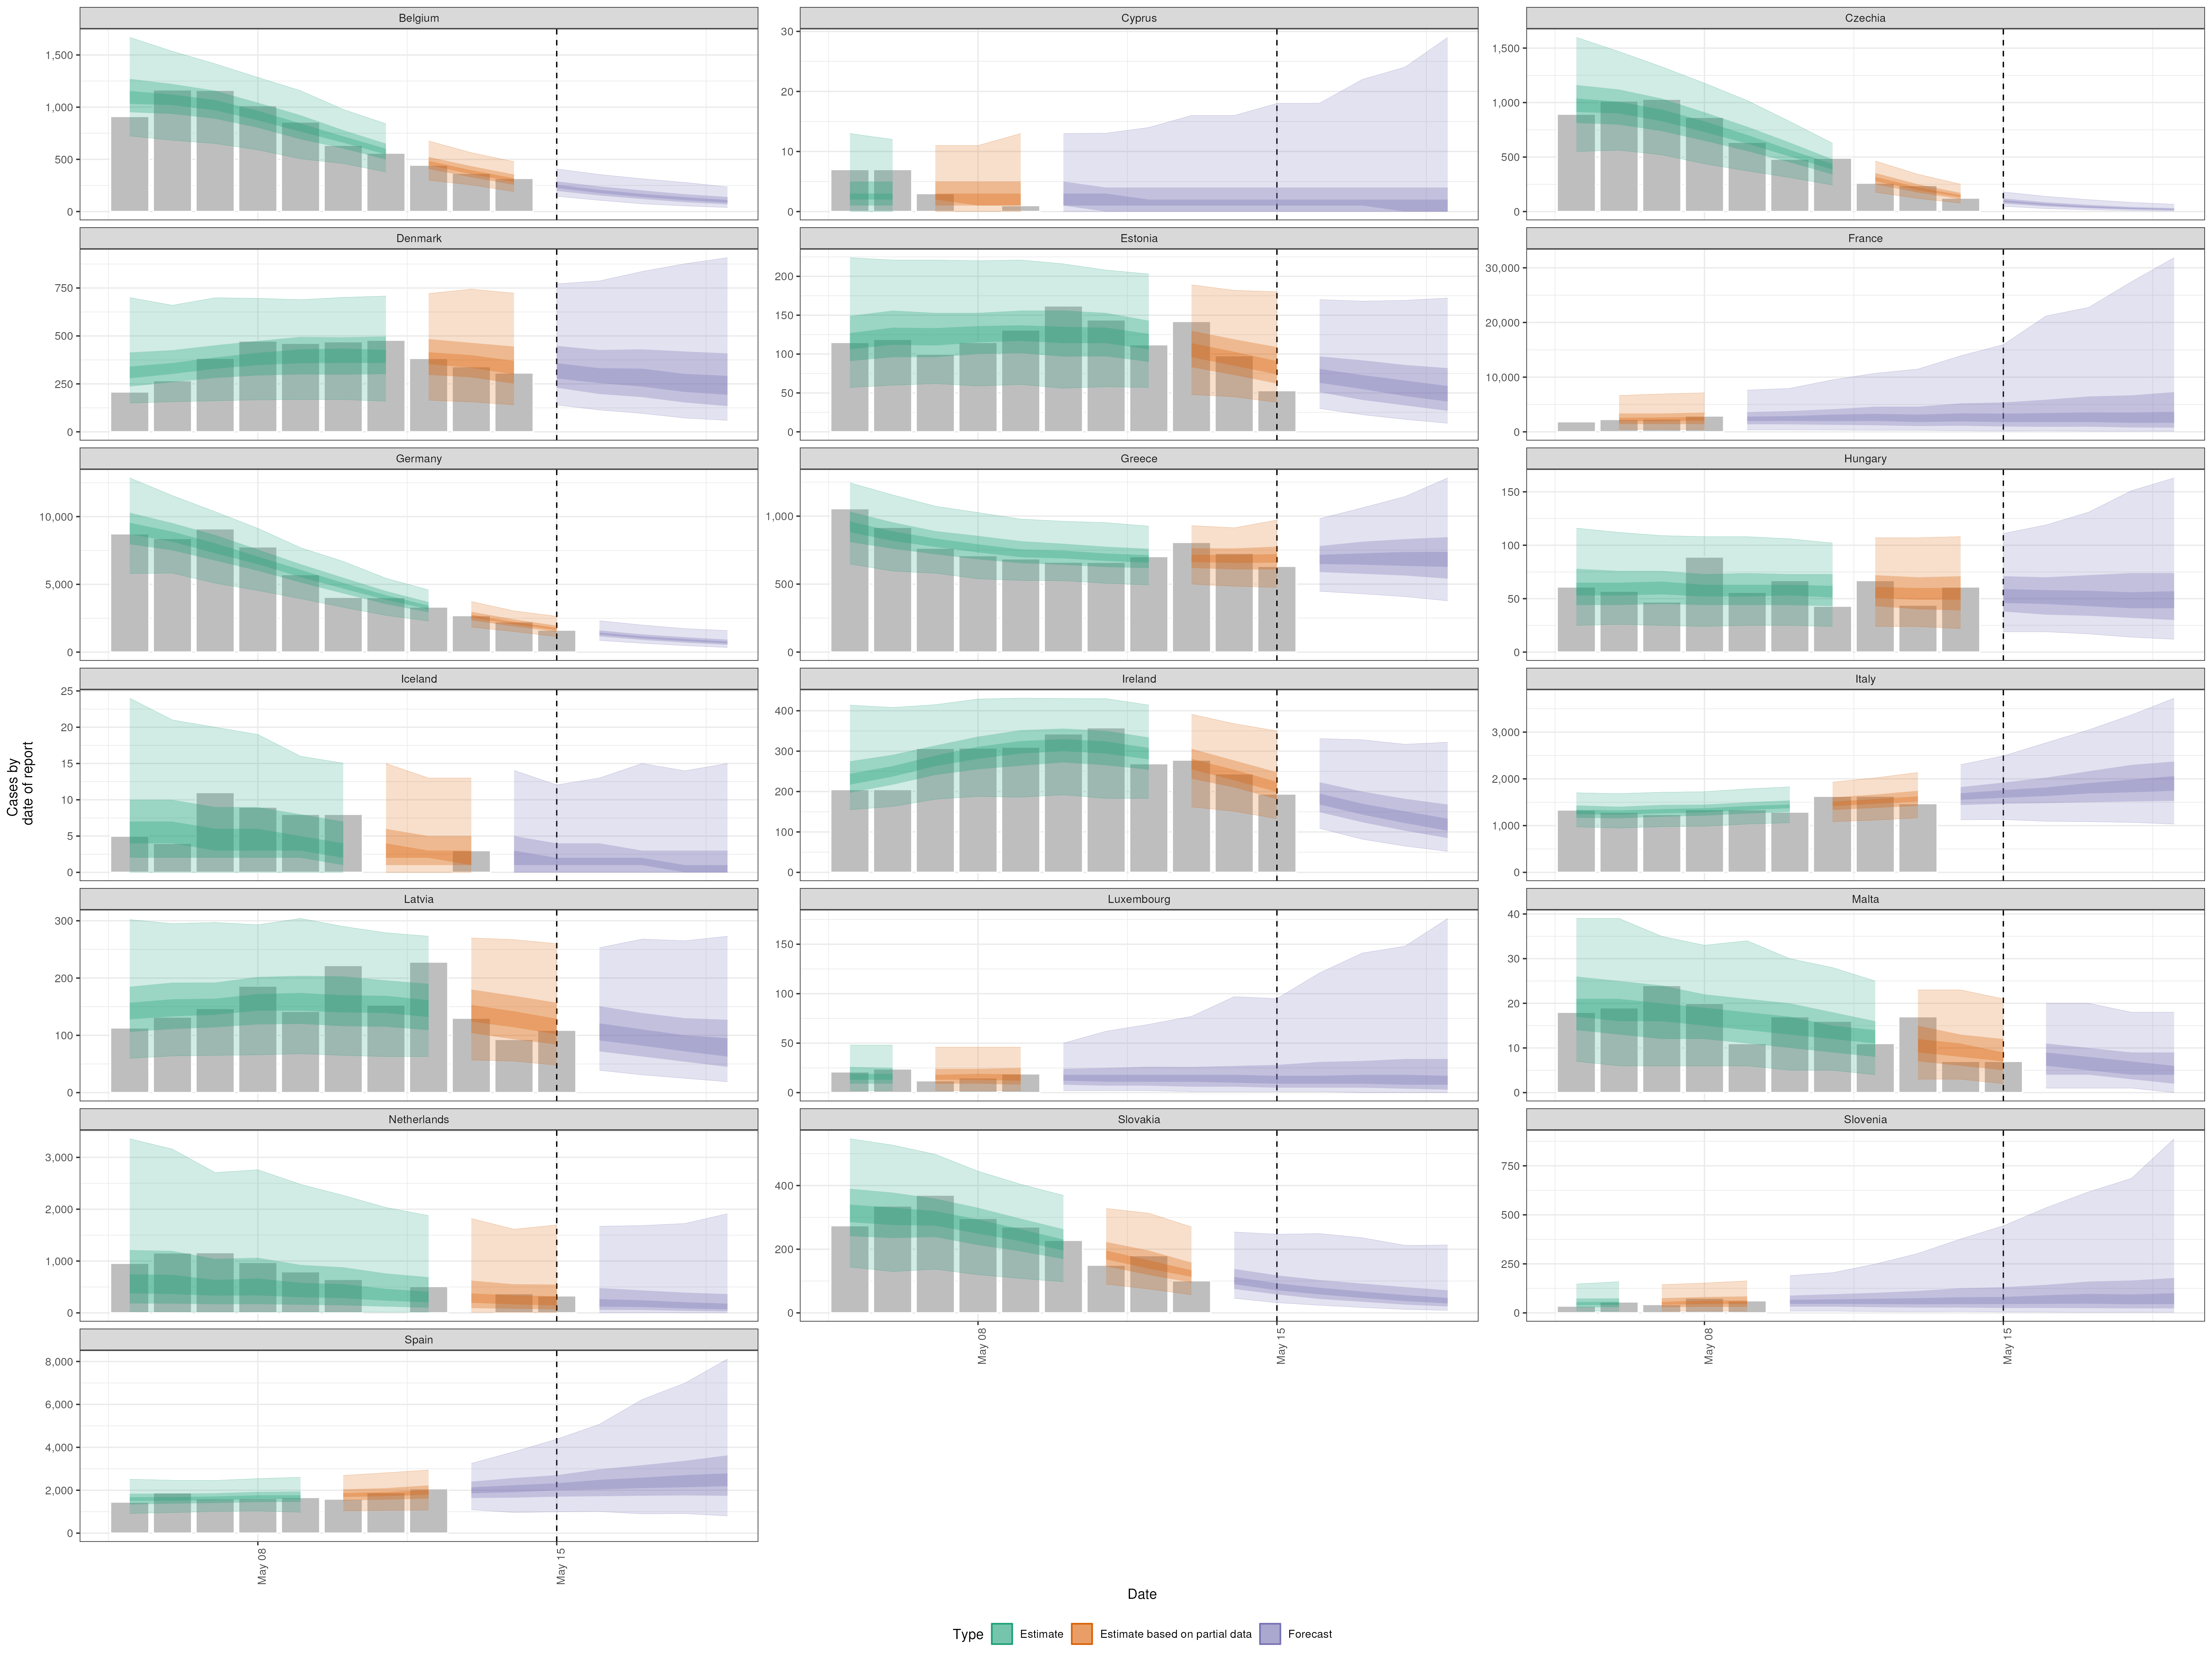 Belgium
Cyprus
Czechia
1,500
1,000
500
0
30
20
10
0
1,500
1,000
500
0
Denmark
Estonia
France
750
500
250
0
200
150
100
50
0
30,000
20,000
10,000
0
Germany
Greece
Hungary
10,000
5,000
0
1,000
500
0
150
100
50
0
Iceland
Ireland
Italy
25
20
15
10
5
0
400
300
200
100
0
3,000
2,000
1,000
0
Cases by
date of report
Latvia
Luxembourg
Malta
300
200
100
0
150
100
50
0
40
30
20
10
0
Netherlands
Slovakia
Slovenia
3,000
2,000
1,000
0
400
200
0
750
500
250
0
May 08
May 15
May 08
May 15
Spain
8,000
6,000
4,000
2,000
0
May 08
May 15
Date
Type Estimate Estimate based on partial data Forecast